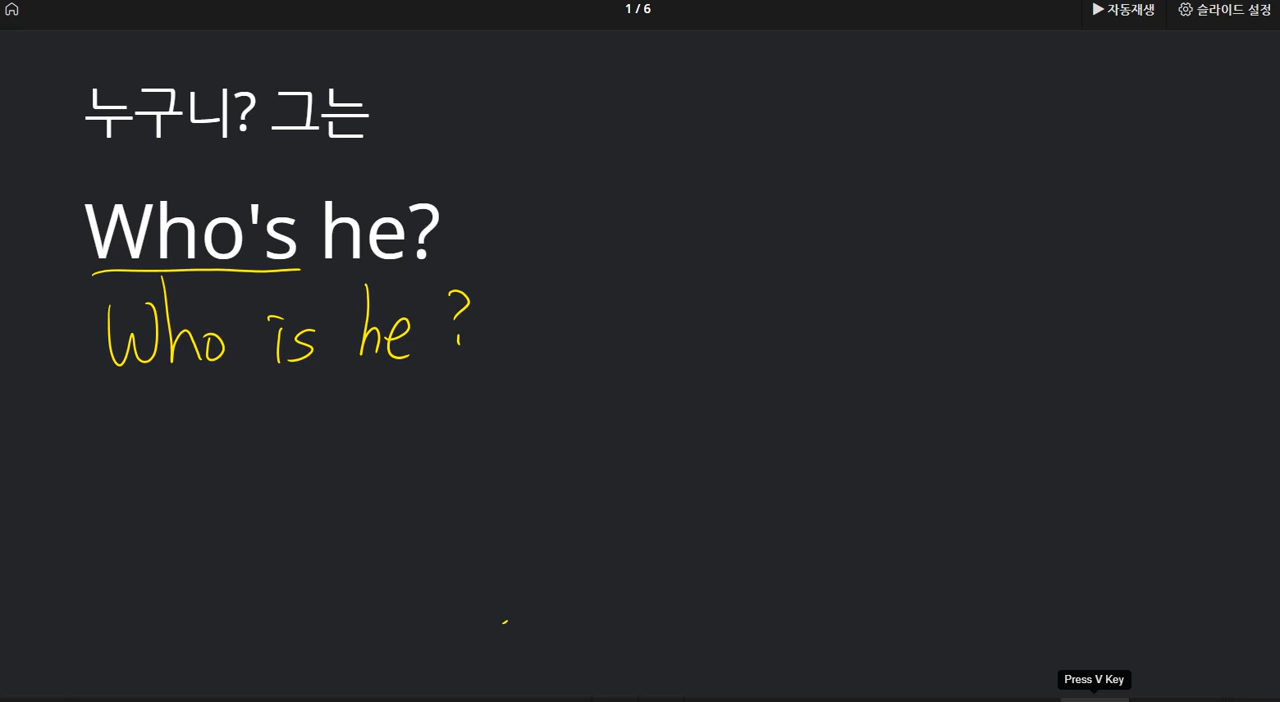 1 / 6
▶ 자동재생
슬라이드 설정
누구니? 그는
Who's he?
Who is he ?
Press V Key